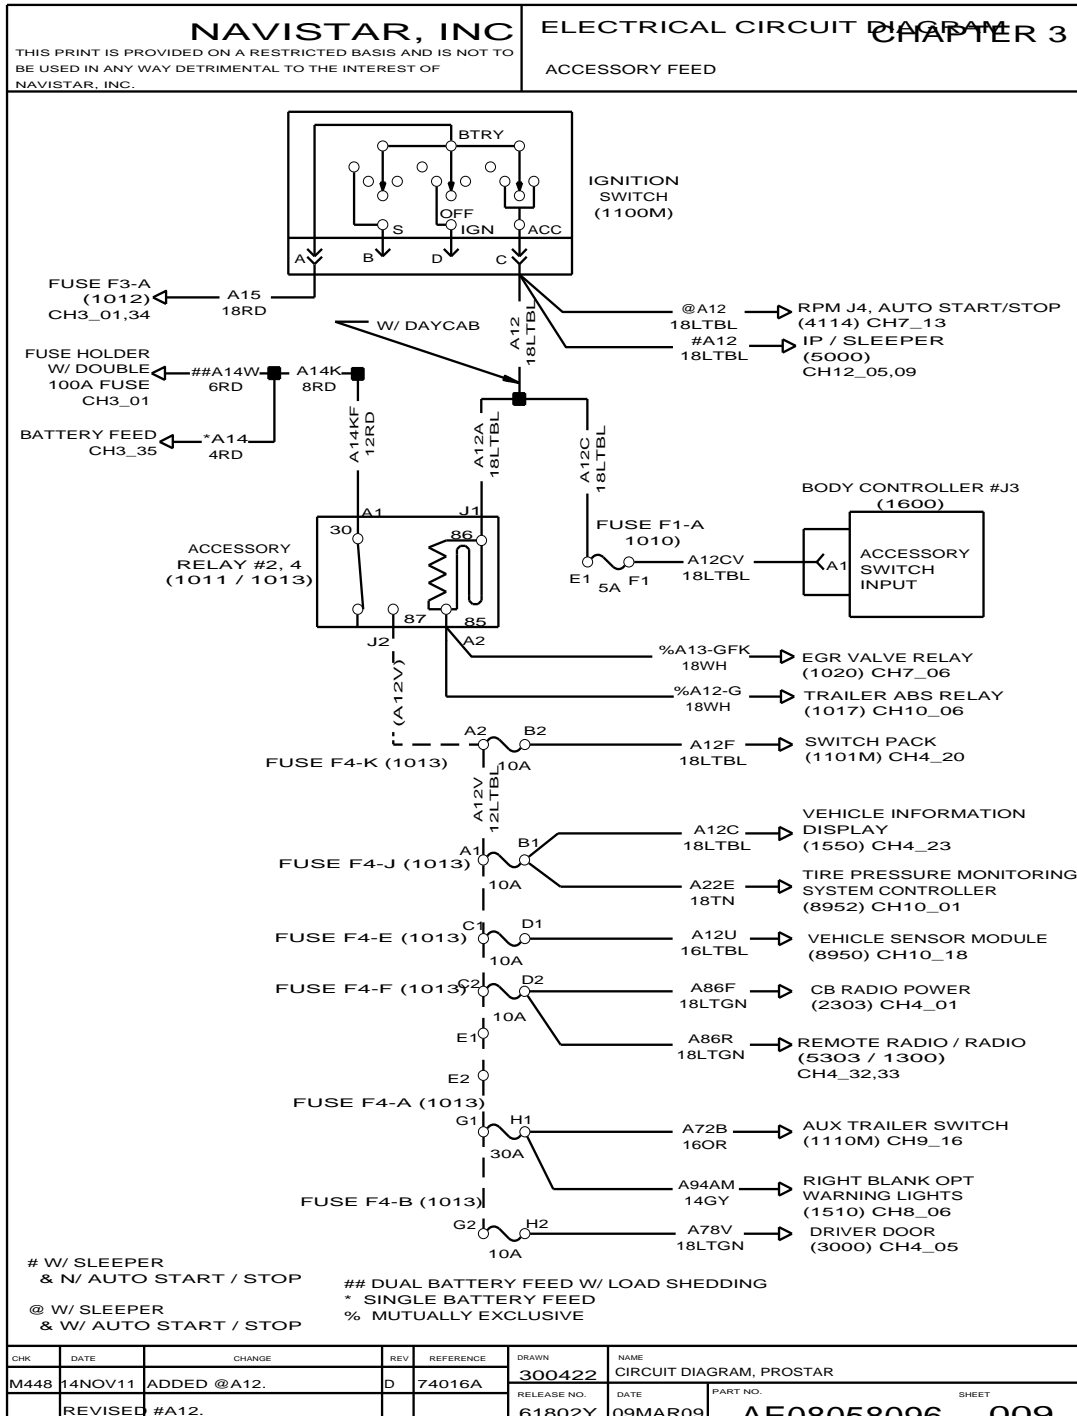 NAVISTAR, INC
THIS PRINT IS PROVIDED ON A RESTRICTED BASIS AND IS NOT TO
BE USED IN ANY WAY DETRIMENTAL TO THE INTEREST OF
NAVISTAR, INC.
ELECTRICAL CIRCUIT DIAGRAM
CHAPTER 3
ACCESSORY FEED
BTRY
OFF
S
IGN
ACC
A
B
D
C
IGNITION
SWITCH
(1100M)
FUSE F3-A
(1012)
CH3_01,34
A15
18RD
W/ DAYCAB
A12
18LTBL
@A12
18LTBL
RPM J4, AUTO START/STOP
(4114) CH7_13
#A12
18LTBL
IP / SLEEPER
(5000)
CH12_05,09
FUSE HOLDER
W/ DOUBLE
100A FUSE
CH3_01
##A14W
6RD
A14K
8RD
BATTERY FEED
CH3_35
*A14
4RD
A14KF
12RD
A12A
18LTBL
A12C
18LTBL
A1
J1
30
86
ACCESSORY
RELAY #2, 4
(1011 / 1013)
87
85
J2
A2
(A12V)
FUSE F1-A
1010)
E1
5A
F1
A12CV
18LTBL
BODY CONTROLLER #J3
(1600)
A1
ACCESSORY
SWITCH
INPUT
%A13-GFK
18WH
EGR VALVE RELAY
(1020) CH7_06
%A12-G
18WH
TRAILER ABS RELAY
(1017) CH10_06
A2
B2
10A
FUSE F4-K (1013)
A12F
18LTBL
SWITCH PACK
(1101M) CH4_20
A12V
12LTBL
A1
B1
FUSE F4-J (1013)
10A
A12C
18LTBL
VEHICLE INFORMATION
DISPLAY
(1550) CH4_23
A22E
18TN
TIRE PRESSURE MONITORING
SYSTEM CONTROLLER
(8952) CH10_01
C1
D1
FUSE F4-E (1013)
10A
A12U
16LTBL
VEHICLE SENSOR MODULE
(8950) CH10_18
C2
D2
FUSE F4-F (1013)
10A
A86F
18LTGN
CB RADIO POWER
(2303) CH4_01
A86R
18LTGN
REMOTE RADIO / RADIO
(5303 / 1300)
CH4_32,33
E1
E2
FUSE F4-A (1013)
G1
H1
30A
A72B
16OR
AUX TRAILER SWITCH
(1110M) CH9_16
A94AM
14GY
RIGHT BLANK OPT
WARNING LIGHTS
(1510) CH8_06
FUSE F4-B (1013)
G2
H2
10A
A78V
18LTGN
DRIVER DOOR
(3000) CH4_05
# W/ SLEEPER
& N/ AUTO START / STOP
@ W/ SLEEPER
& W/ AUTO START / STOP
## DUAL BATTERY FEED W/ LOAD SHEDDING
* SINGLE BATTERY FEED
% MUTUALLY EXCLUSIVE
CHK DATE CHANGE REV REFERENCE
M448 14NOV11 ADDED @A12. D 74016A
REVISED #A12.
DRAWN
300422
NAME
CIRCUIT DIAGRAM, PROSTAR
RELEASE NO.
61802Y
DATE
09MAR09
PART NO.
AE08058096
SHEET
009